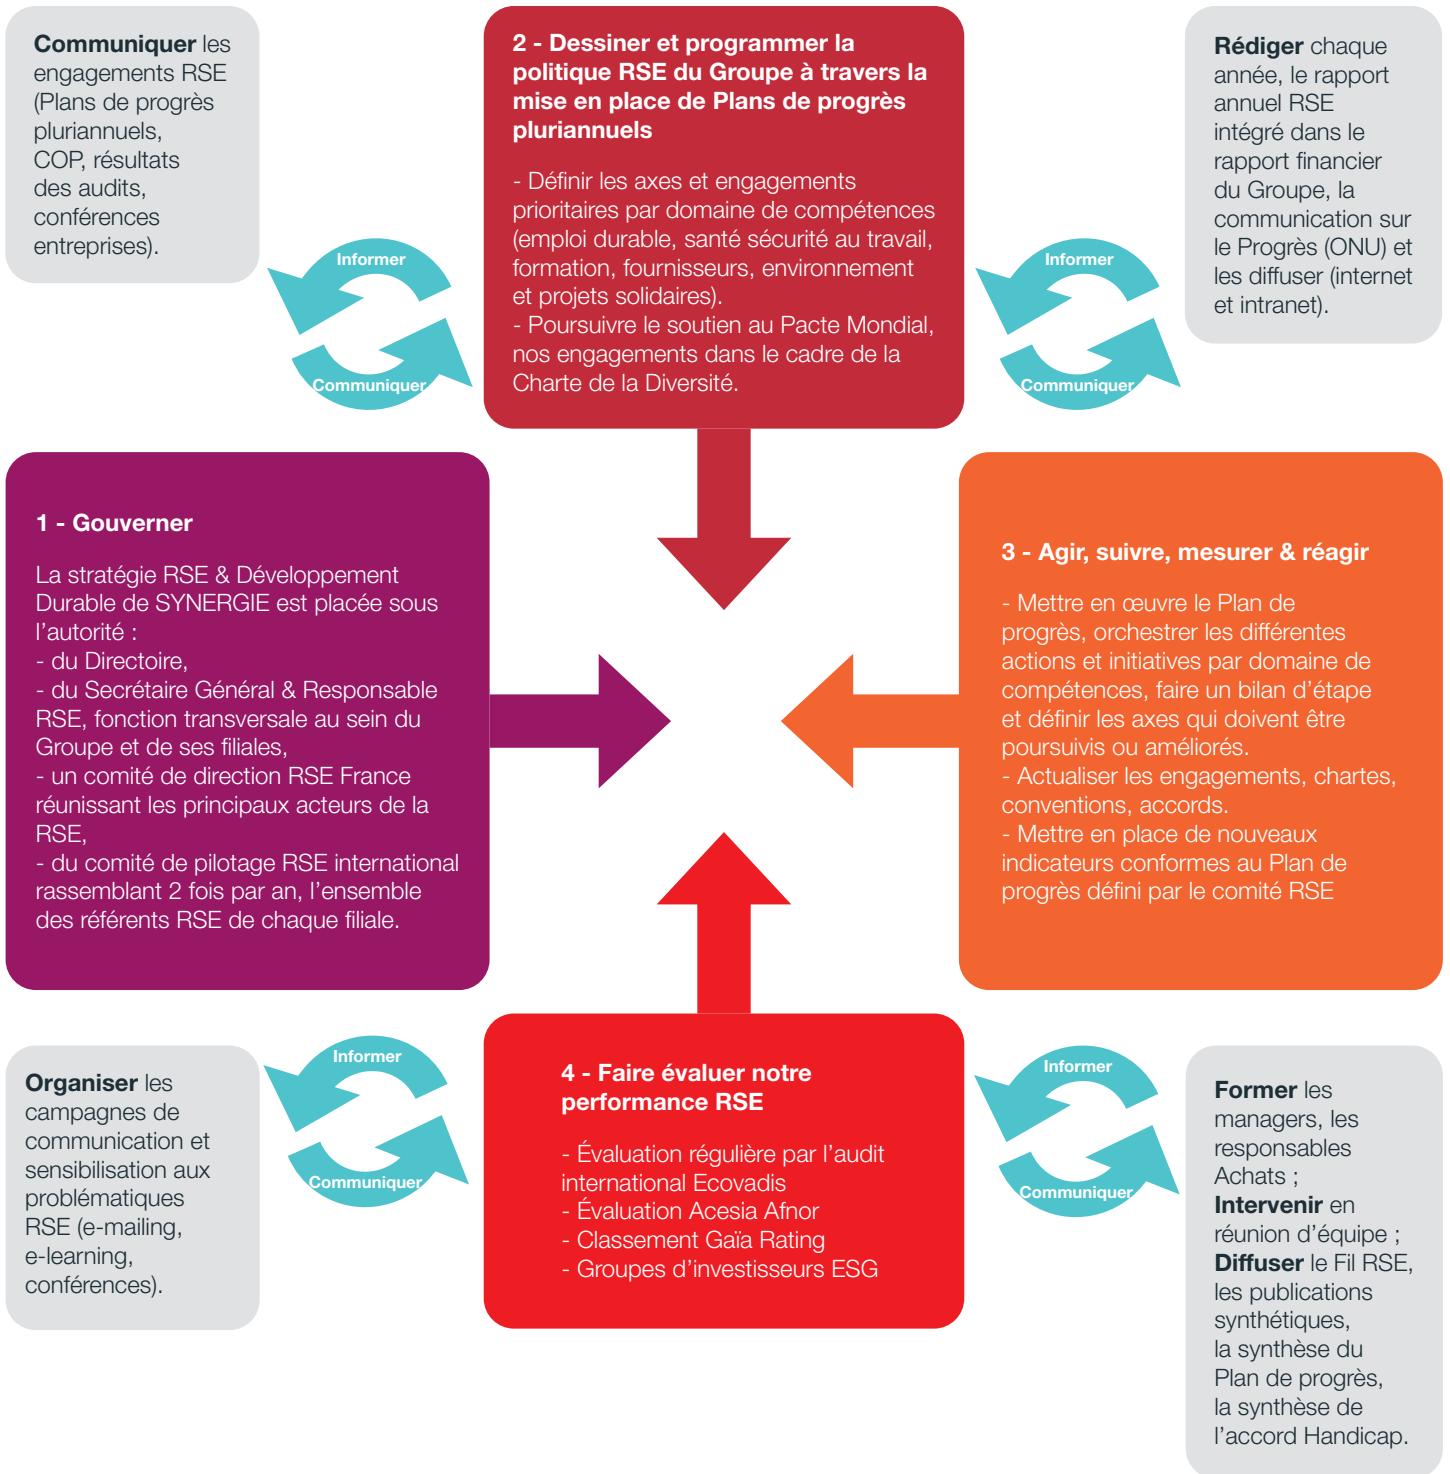 Communiquer les
engagements RSE
(Plans de progrès
pluriannuels,
COP, résultats
des audits,
conférences
entreprises).
Informer
Communiquer
2 - Dessiner et programmer la
politique RSE du Groupe à travers la
mise en place de Plans de progrès
pluriannuels
- Définir les axes et engagements
prioritaires par domaine de compétences
(emploi durable, santé sécurité au travail,
formation, fournisseurs, environnement
et projets solidaires).
- Poursuivre le soutien au Pacte Mondial,
nos engagements dans le cadre de la
Charte de la Diversité.
Informer
Communiquer
Rédiger chaque
année, le rapport
annuel RSE
intégré dans le
rapport financier
du Groupe, la
communication sur
le Progrès (ONU) et
les diffuser (internet
et intranet).
1 - Gouverner
La stratégie RSE & Développement
Durable de SYNERGIE est placée sous
l'autorité :
- du Directoire,
- du Secrétaire Général & Responsable
RSE, fonction transversale au sein du
Groupe et de ses filiales,
- un comité de direction RSE France
réunissant les principaux acteurs de la
RSE,
- du comité de pilotage RSE international
rassemblant 2 fois par an, l'ensemble
des référents RSE de chaque filiale.
3 - Agir, suivre, mesurer & réagir
- Mettre en œuvre le Plan de
progrès, orchestrer les différentes
actions et initiatives par domaine de
compétences, faire un bilan d'étape
et définir les axes qui doivent être
poursuivis ou améliorés.
- Actualiser les engagements, chartes,
conventions, accords.
- Mettre en place de nouveaux
indicateurs conformes au Plan de
progrès défini par le comité RSE
Organiser les
campagnes de
communication et
sensibilisation aux
problématiques
RSE (e-mailing,
e-learning,
conférences).
Informer
Communiquer
4 - Faire évaluer notre
performance RSE
- Évaluation régulière par l'audit
international Ecovadis
- Évaluation Acesia Afnor
- Classement Gaïa Rating
- Groupes d'investisseurs ESG
Informer
Communiquer
Former les
managers, les
responsables
Achats ;
Intervenir en
réunion d'équipe ;
Diffuser le Fil RSE,
les publications
synthétiques,
la synthèse du
Plan de progrès,
la synthèse de
l'accord Handicap.